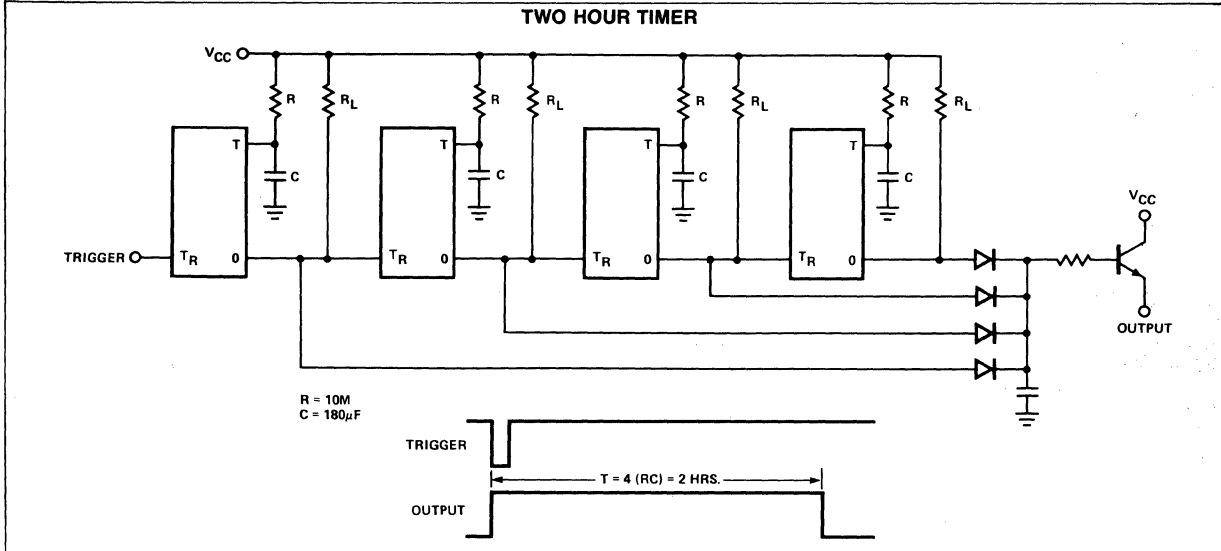 TWO HOUR TIMER
VCC
R
RL
R
RL
R
RL
R
RL
T
C
T
C
T
C
T
C
VCC
TRIGGER
TR
0
TR
0
TR
0
TR
0
OUTPUT
R = 10M
C = 180μF
TRIGGER
T = 4 (RC) = 2 HRS.
OUTPUT